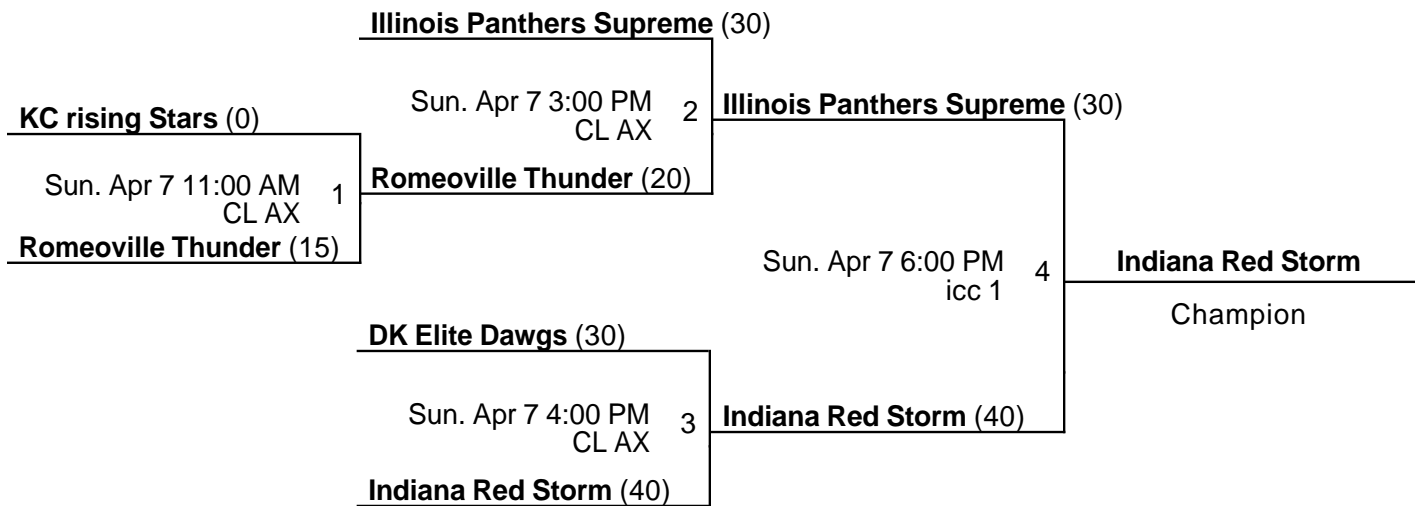 Illinois Panthers Supreme (30)
KC rising Stars (0)
Sun. Apr 7 3:00 PM
CL AX
2
Illinois Panthers Supreme (30)
Sun. Apr 7 11:00 AM
CL AX
1
Romeoville Thunder (20)
Romeoville Thunder (15)
Sun. Apr 7 6:00 PM
icc 1
4
Indiana Red Storm
Champion
DK Elite Dawgs (30)
Sun. Apr 7 4:00 PM
CL AX
3
Indiana Red Storm (40)
Indiana Red Storm (40)